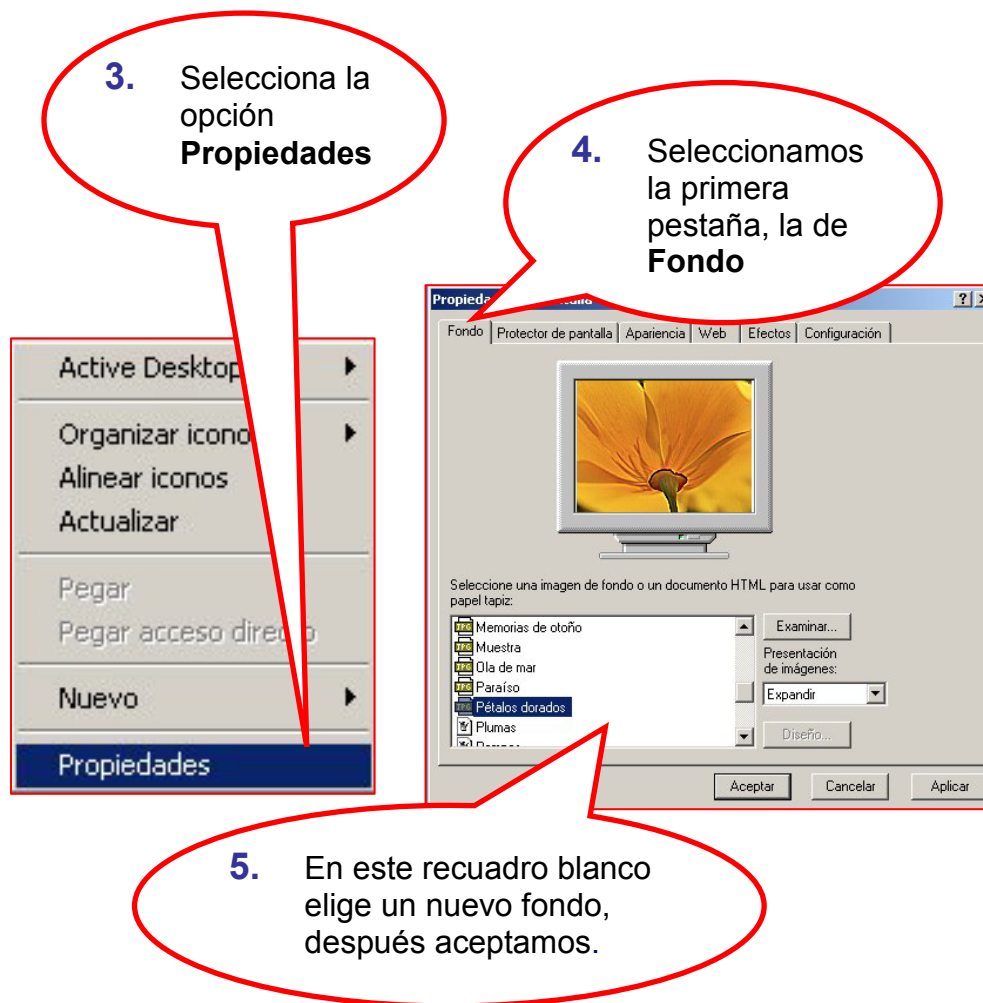 3. Selecciona la
opción
Propiedades
4. Seleccionamos
la primera
pestaña, la de
Fondo
Active Desktop
Organizar icono
Alinear iconos
Actualizar
Pegar
Pegar acceso directo
Nuevo
Propiedades
Propieda
Fondo Protector de pantalla Apariencia Web Efectos Configuración
Seleccione una imagen de fondo o un documento HTML para usar como
papel tapiz:
Memorias de otoño
Muestra
Ola de mar
Paraíso
Pétalos dorados
Plumas
Examinar...
Presentación
de imágenes:
Expandir
Diseño...
Aceptar Cancelar Aplicar
5. En este recuadro blanco
elige un nuevo fondo,
después aceptamos.